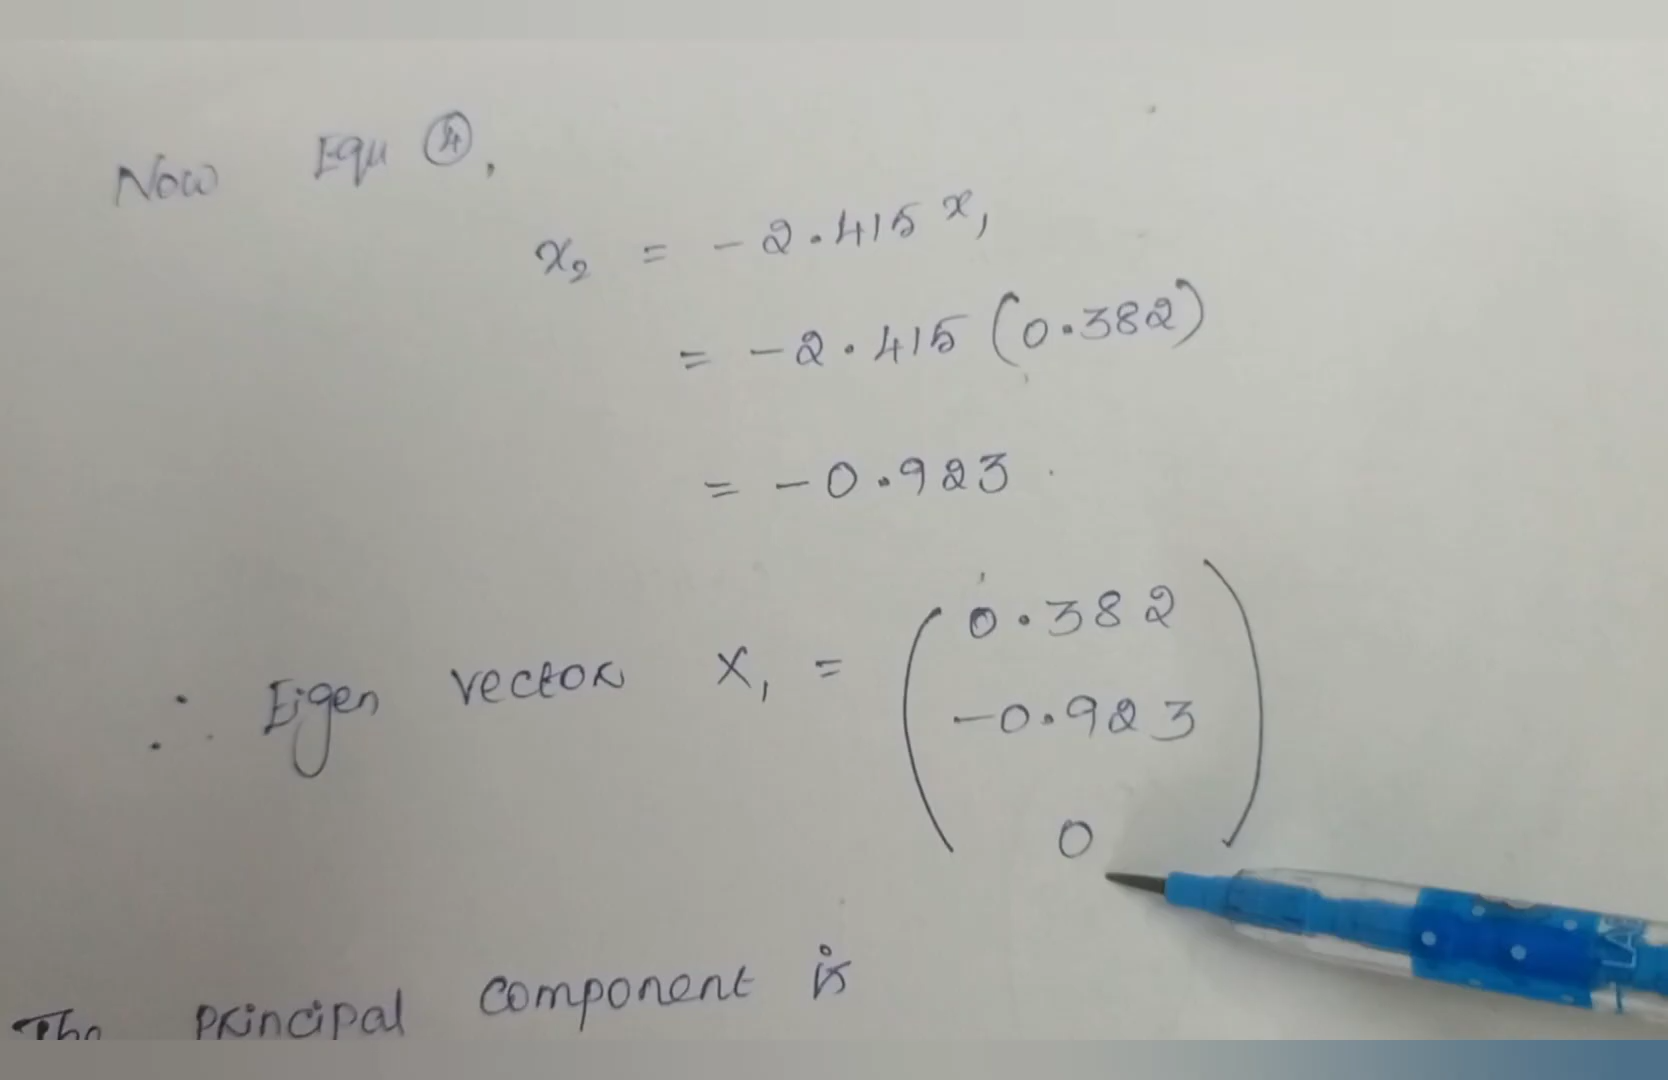 Now Equ ④,
x₂ = -2.415 x₁
= -2.415 (0.382)
= -0.923
∴ Eigen vector X₁ = (0.382
-0.923
0)
The principal component is